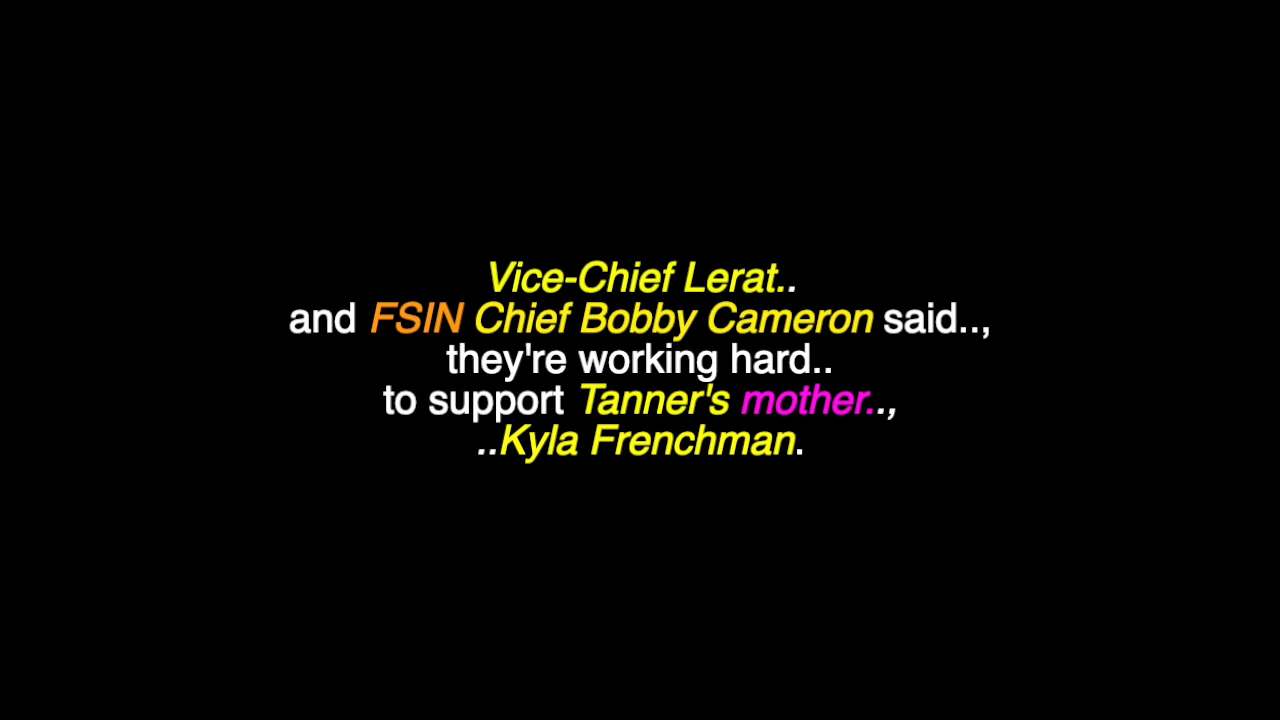 Vice-Chief Lerat..
and FSIN Chief Bobby Cameron said..,
they're working hard..
to support Tanner's mother..,
..Kyla Frenchman.